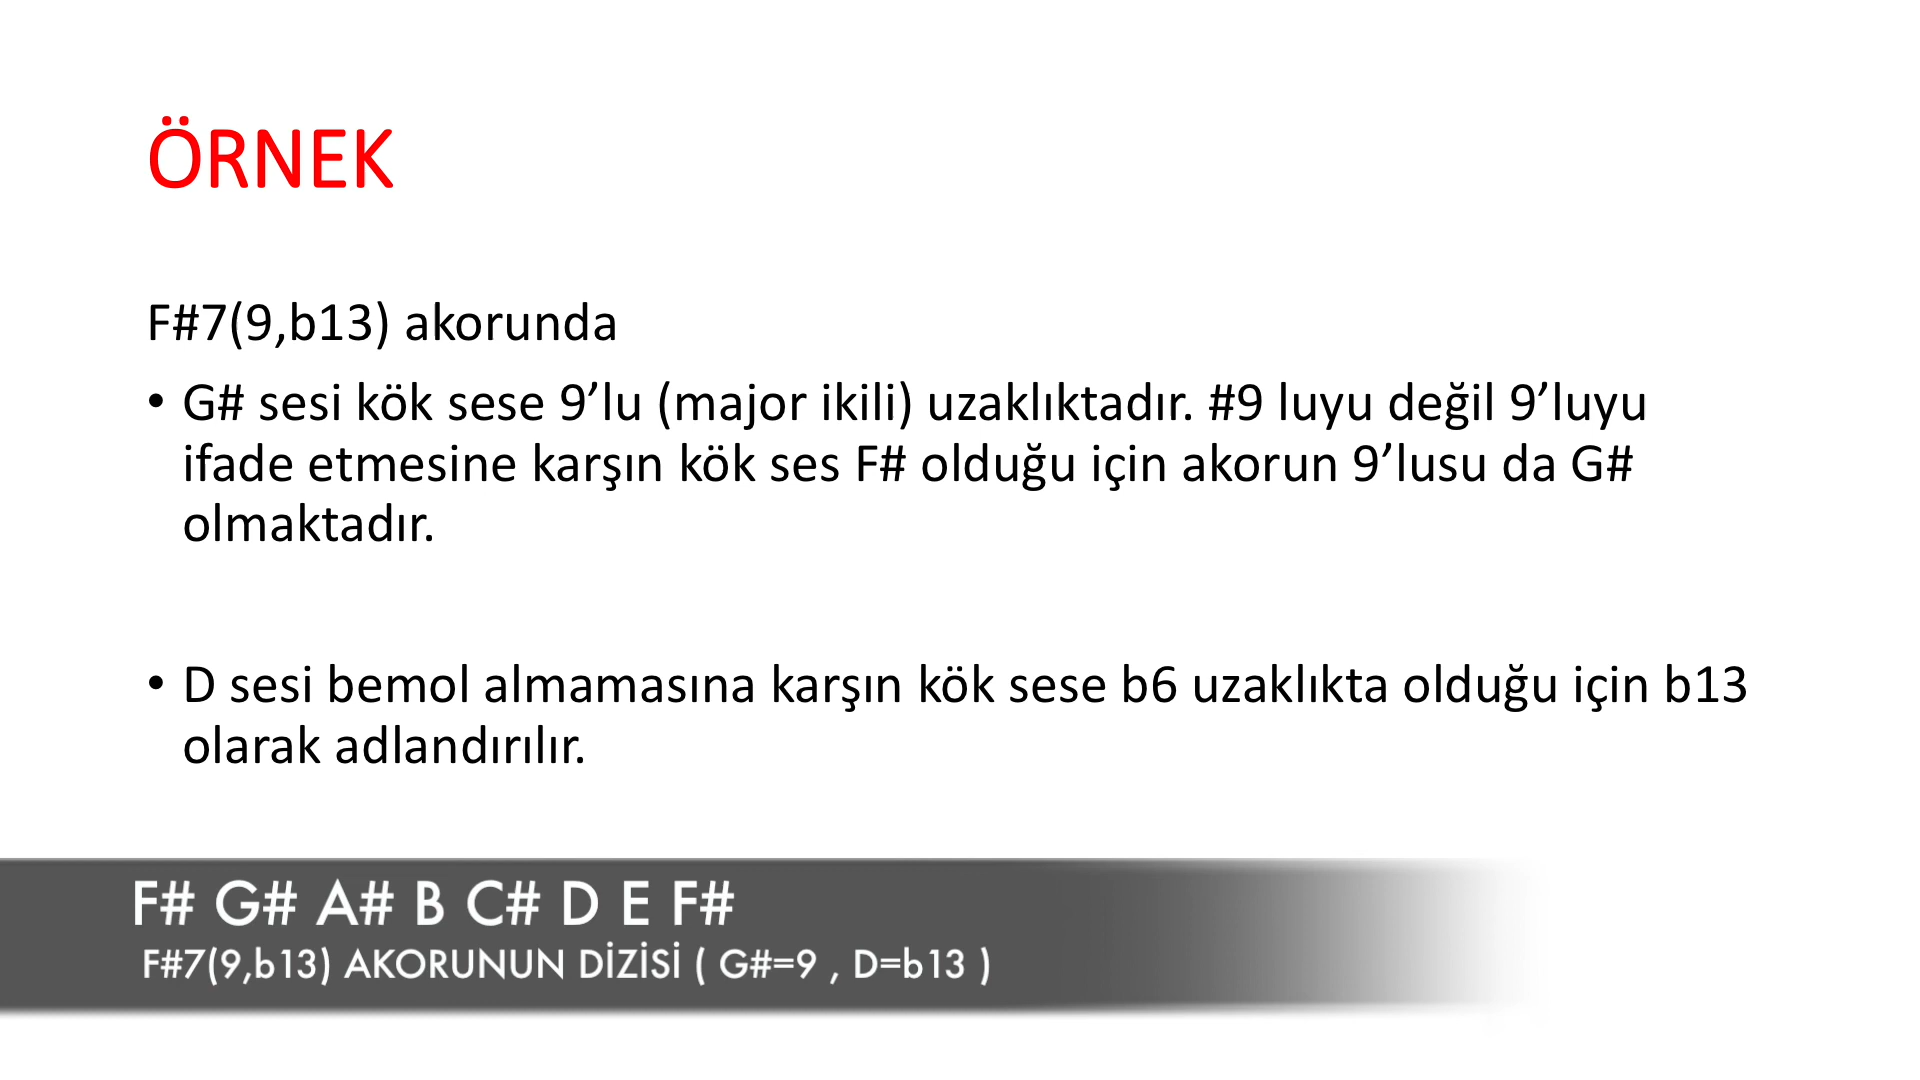 ÖRNEK
F#7(9,b13) akorunda
• G# sesi kök sese 9’lu (major ikili) uzaklıktadır. #9 luyu değil 9’luyu
ifade etmesine karşın kök ses F# olduğu için akorun 9’lusu da G#
olmaktadır.
• D sesi bemol almamasına karşın kök sese b6 uzaklıkta olduğu için b13
olarak adlandırılır.
F# G# A# B C# D E F#
F#7(9,b13) AKORUNUN DİZİSİ ( G#=9 , D=b13 )